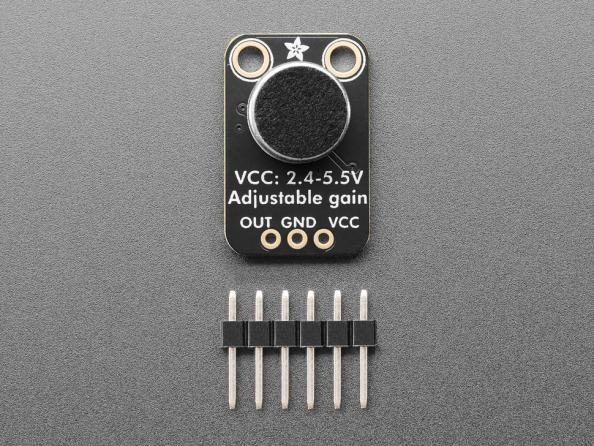 VCC: 2.4-5.5V
Adjustable gain
OUT GND VCC